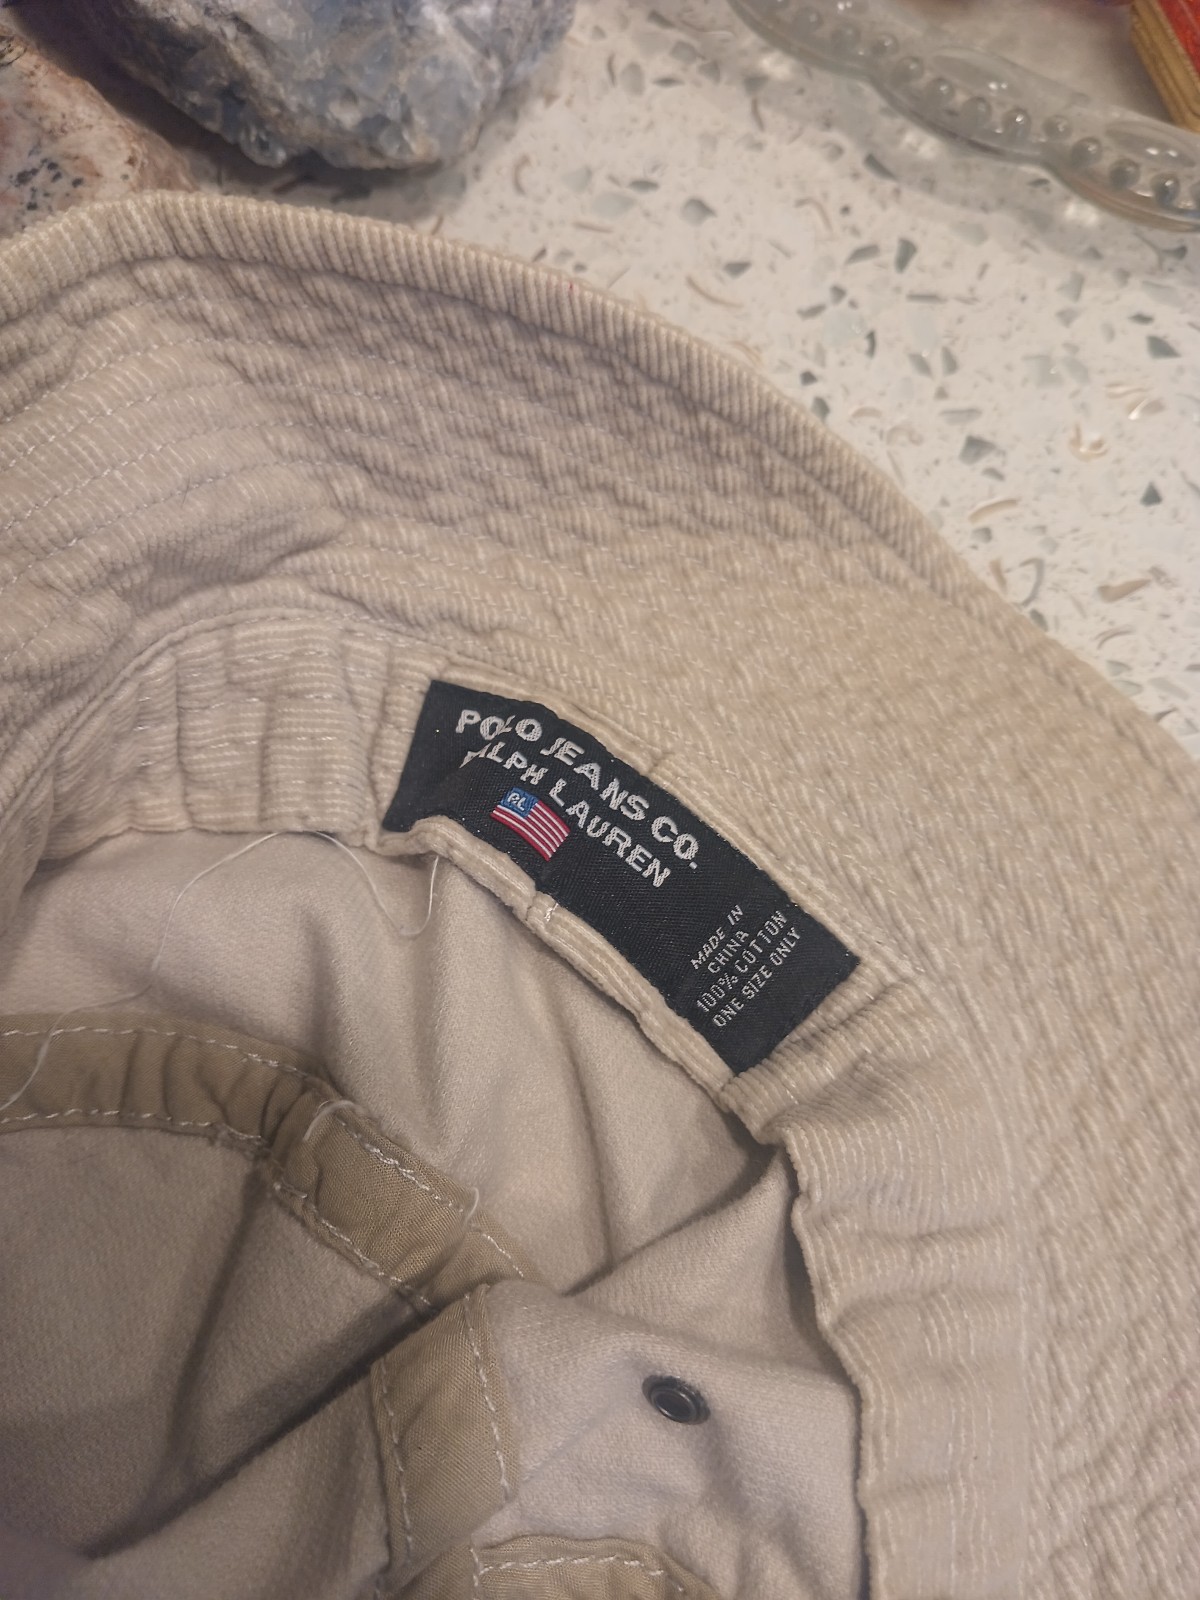 POLO JEANS CO.
RALPH LAUREN
RL
MADE IN
CHINA
100% COTTON
ONE SIZE ONLY